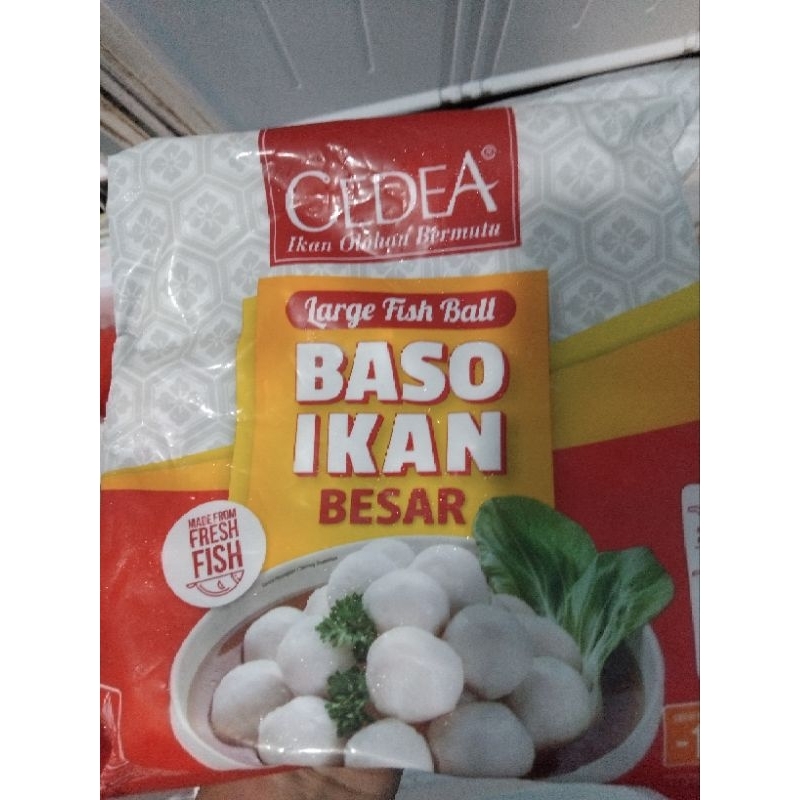 CEDEA®
Ikan Olahan Bermutu
Large Fish Ball
BASO
IKAN
BESAR
MADE FROM
FRESH
FISH